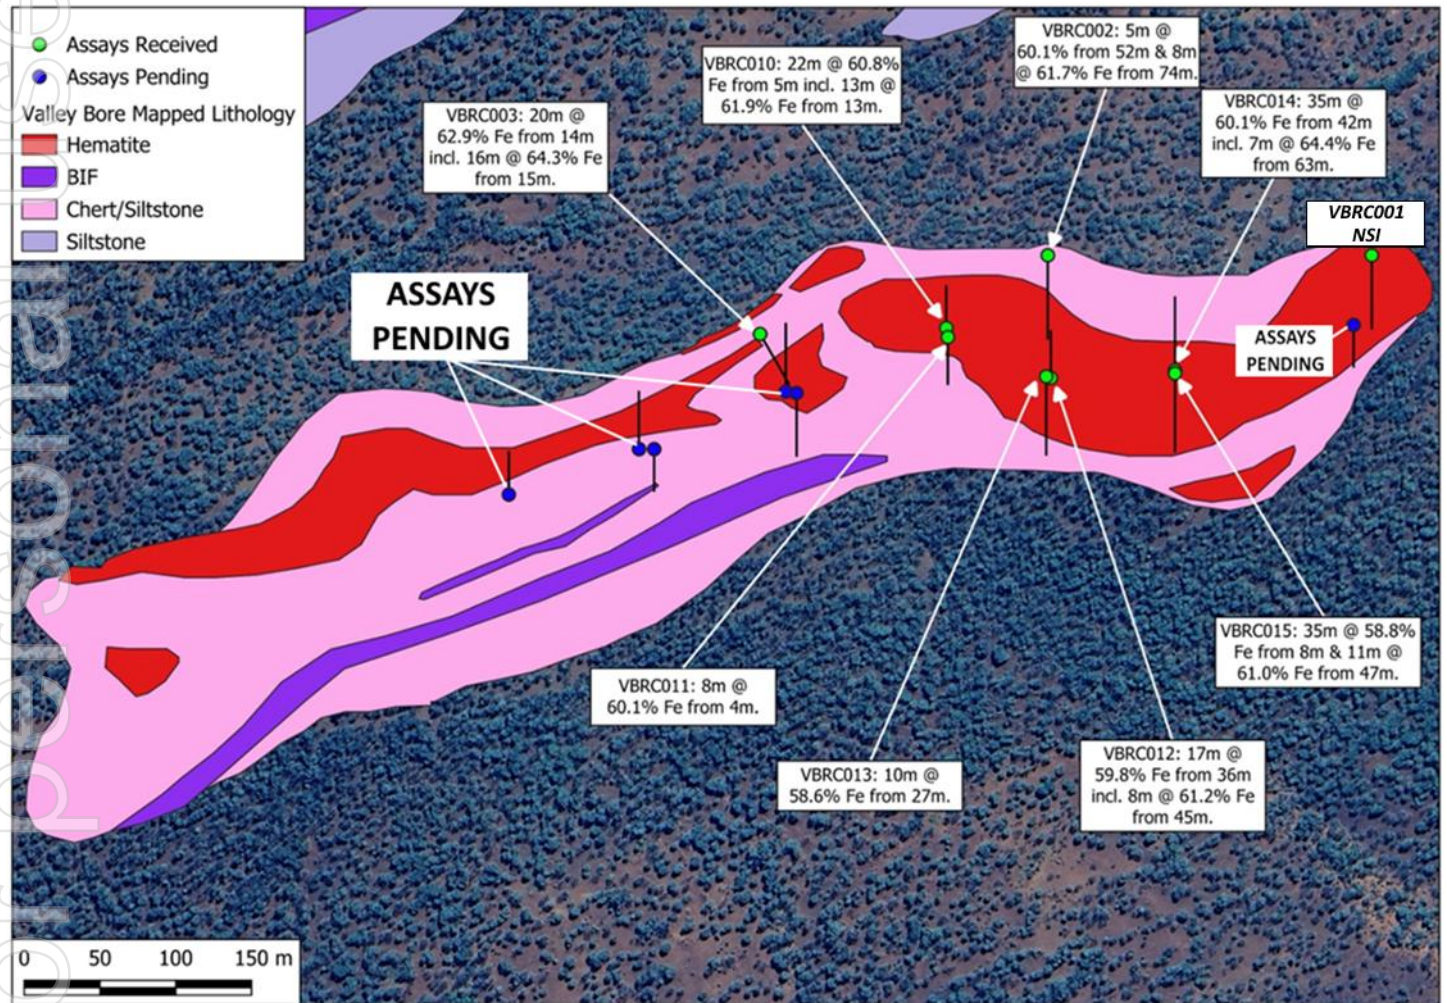 Assays Received
Assays Pending
Valley Bore Mapped Lithology
Hematite
BIF
Chert/Siltstone
Siltstone
VBRC003: 20m @
62.9% Fe from 14m
incl. 16m @ 64.3% Fe
from 15m.
VBRC010: 22m @ 60.8%
Fe from 5m incl. 13m @
61.9% Fe from 13m.
VBRC002: 5m @
60.1% from 52m & 8m
@ 61.7% Fe from 74m.
VBRC014: 35m @
60.1% Fe from 42m
incl. 7m @ 64.4% Fe
from 63m.
VBRC001
NSI
ASSAYS
PENDING
ASSAYS
PENDING
VBRC011: 8m @
60.1% Fe from 4m.
VBRC013: 10m @
58.6% Fe from 27m.
VBRC012: 17m @
59.8% Fe from 36m
incl. 8m @ 61.2% Fe
from 45m.
VBRC015: 35m @ 58.8%
Fe from 8m & 11m @
61.0% Fe from 47m.
0 50 100 150 m
or personal use